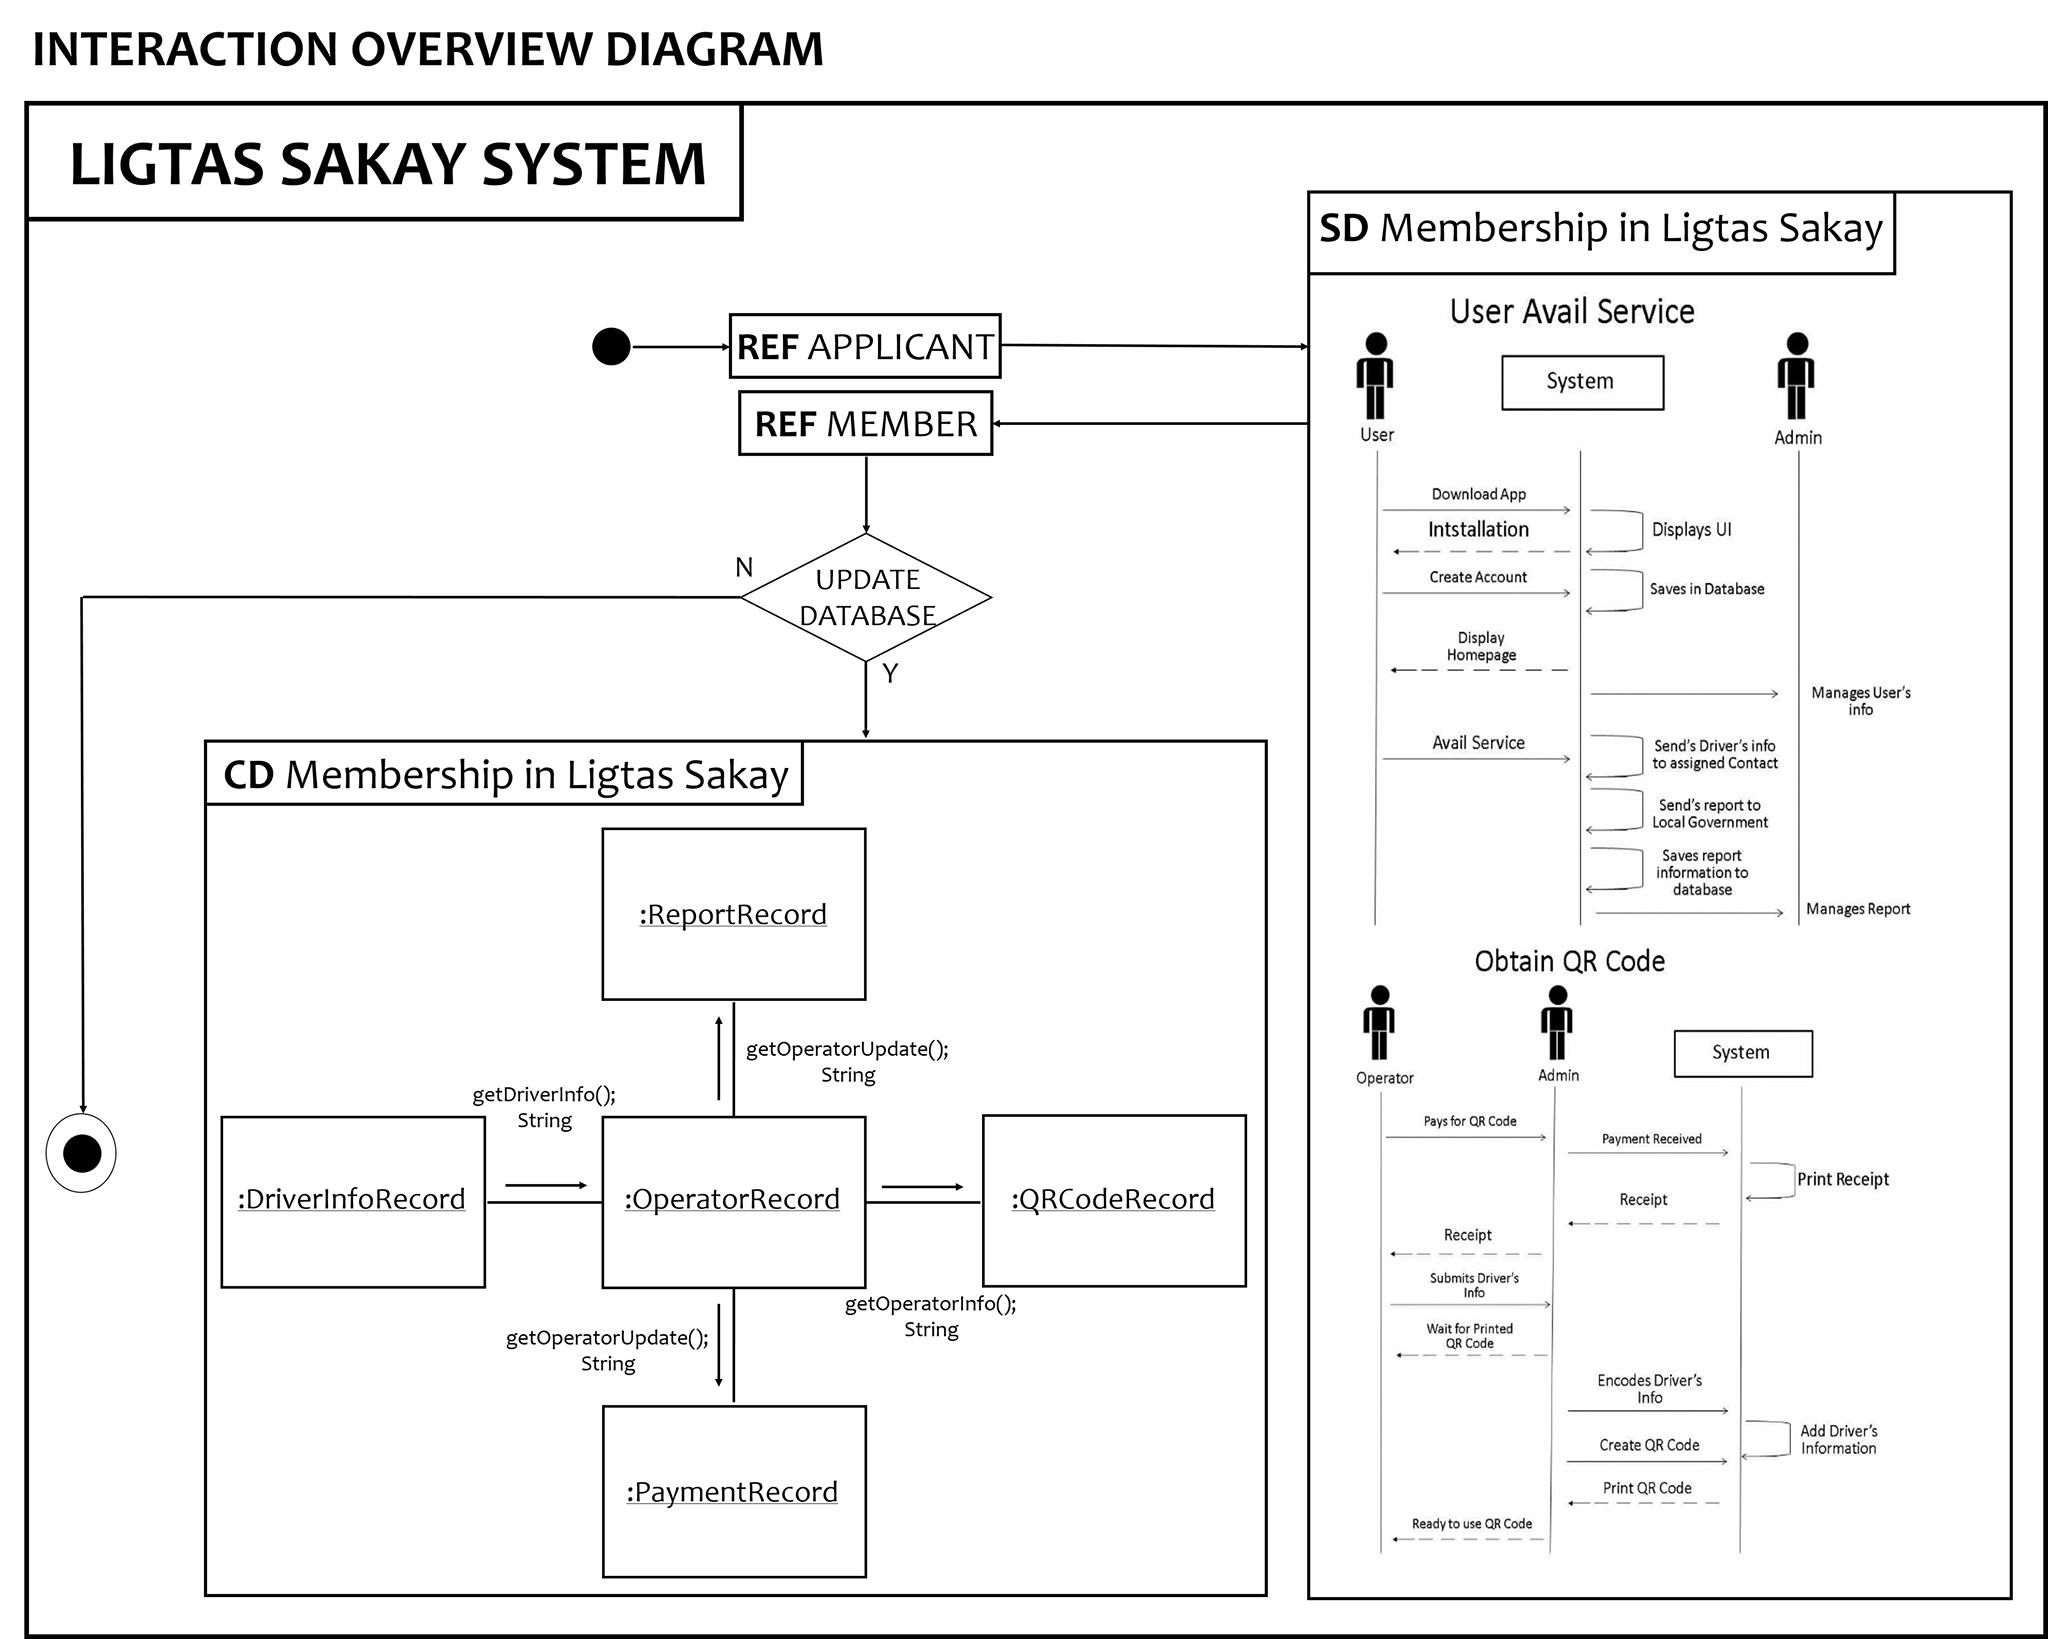 INTERACTION OVERVIEW DIAGRAM
LIGTAS SAKAY SYSTEM
REF APPLICANT
REF MEMBER
N
UPDATE
DATABASE
Y
CD Membership in Ligtas Sakay
:ReportRecord
getOperatorUpdate();
String
getDriverInfo();
String
:DriverInfoRecord
:OperatorRecord
:QRCodeRecord
getOperatorInfo();
String
getOperatorUpdate();
String
:PaymentRecord
SD Membership in Ligtas Sakay
User Avail Service
System
User
Admin
Download App
Intstallation
Displays UI
Create Account
Saves in Database
Display
Homepage
Manages User's
info
Avail Service
Send's Driver's info
to assigned Contact
Send's report to
Local Government
Saves report
information to
database
Manages Report
Obtain QR Code
Operator
Admin
System
Pays for QR Code
Payment Received
Print Receipt
Receipt
Receipt
Submits Driver's
Info
Wait for Printed
QR Code
Encodes Driver's
Info
Add Driver's
Information
Create QR Code
Print QR Code
Ready to use QR Code